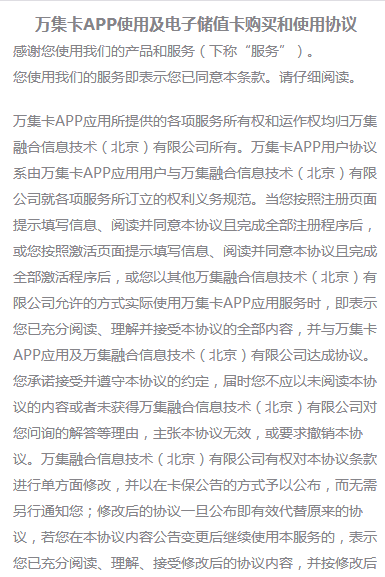 万集卡APP使用及电子储值卡购买和使用协议
感谢您使用我们的产品和服务（下称“服务”）。
您使用我们的服务即表示您已同意本条款。请仔细阅读。
万集卡APP应用所提供的各项服务所有权和运作权均归万集
融合信息技术（北京）有限公司所有。万集卡APP用户协议
系由万集卡APP应用用户与万集融合信息技术（北京）有限
公司就各项服务所订立的权利义务规范。当您按照注册页面
提示填写信息、阅读并同意本协议且完成全部注册程序后，
或您按照激活页面提示填写信息、阅读并同意本协议且完成
全部激活程序后，或您以其他万集融合信息技术（北京）有
限公司允许的方式实际使用万集卡APP应用服务时，即表示
您已充分阅读、理解并接受本协议的全部内容，并与万集卡
APP应用及万集融合信息技术（北京）有限公司达成协议。
您承诺接受并遵守本协议的约定，届时您不应以未阅读本协
议的内容或者未获得万集融合信息技术（北京）有限公司对
您问询的解答等理由，主张本协议无效，或要求撤销本协
议。万集融合信息技术（北京）有限公司有权对本协议条款
进行单方面修改，并以在卡保公告的方式予以公布，而无需
另行通知您；修改后的协议一旦公布即有效代替原来的协
议，若您在本协议内容公告变更后继续使用本服务的，表示
您已充分阅读、理解、接受修改后的协议内容，并按修改后